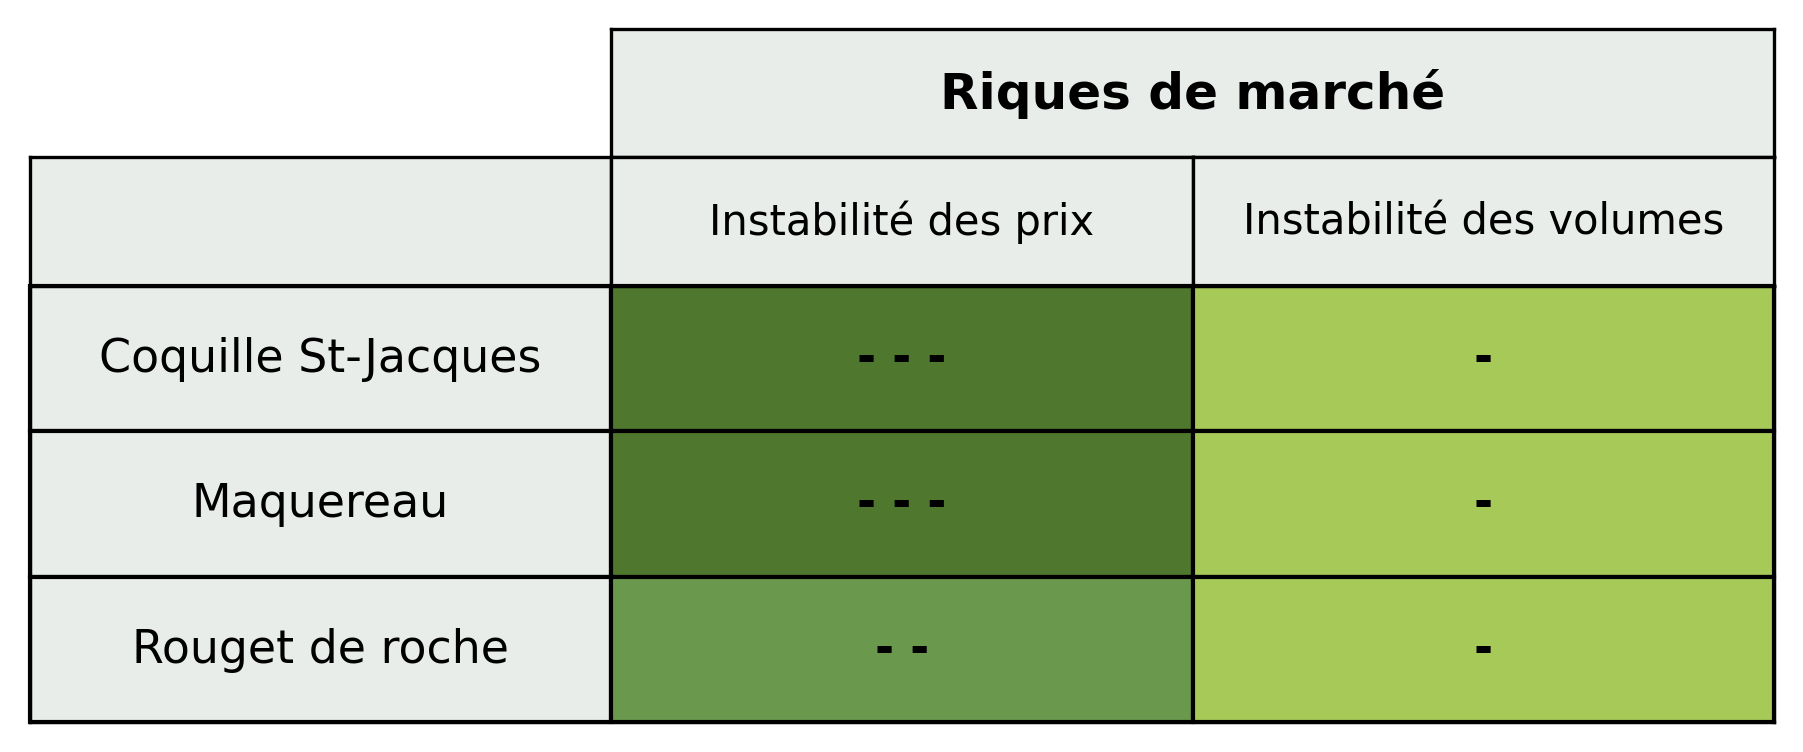 Riques de marché
Instabilité des prix Instabilité des volumes
Coquille St-Jacques - - - -
Maquereau - - - -
Rouget de roche - - -